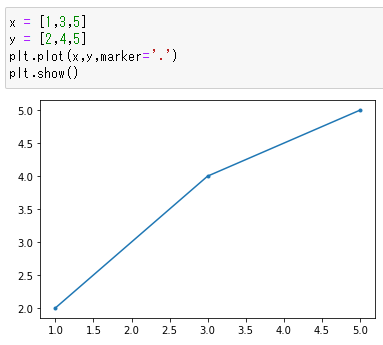 x = [1,3,5]
y = [2,4,5]
plt.plot(x,y,marker='.')
plt.show()
5.0
4.5
4.0
3.5
3.0
2.5
2.0
1.0 1.5 2.0 2.5 3.0 3.5 4.0 4.5 5.0